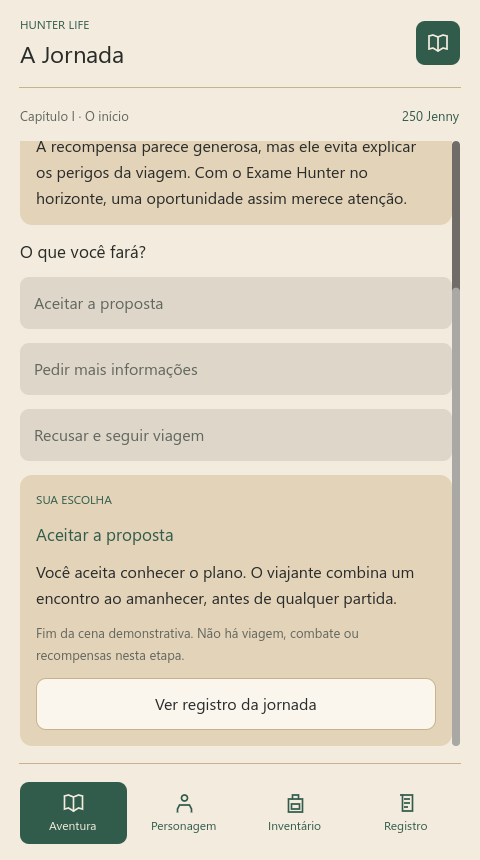 HUNTER LIFE
A Jornada
Capítulo I · O início
250 Jenny
A recompensa parece generosa, mas ele evita explicar
os perigos da viagem. Com o Exame Hunter no
horizonte, uma oportunidade assim merece atenção.
O que você fará?
Aceitar a proposta
Pedir mais informações
Recusar e seguir viagem
SUA ESCOLHA
Aceitar a proposta
Você aceita conhecer o plano. O viajante combina um
encontro ao amanhecer, antes de qualquer partida.
Fim da cena demonstrativa. Não há viagem, combate ou
recompensas nesta etapa.
Ver registro da jornada
Aventura
Personagem
Inventário
Registro